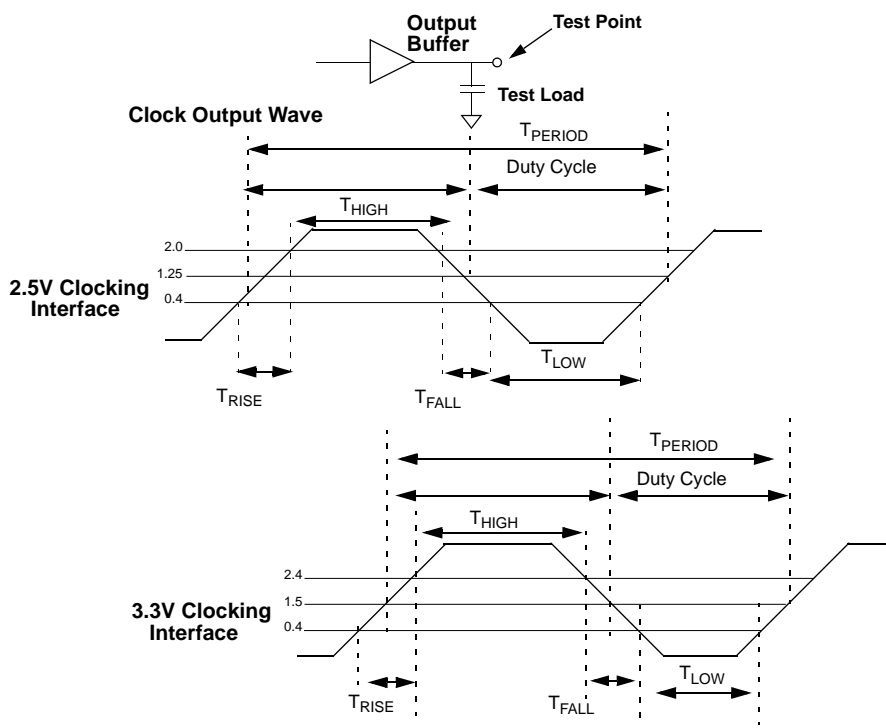 Output
Buffer
Test Point
Test Load
Clock Output Wave
TPERIOD
Duty Cycle
THIGH
2.0
1.25
0.4
2.5V Clocking
Interface
TLOW
TRISE
TFALL
TPERIOD
Duty Cycle
THIGH
2.4
1.5
0.4
3.3V Clocking
Interface
TLOW
TRISE
TFALL